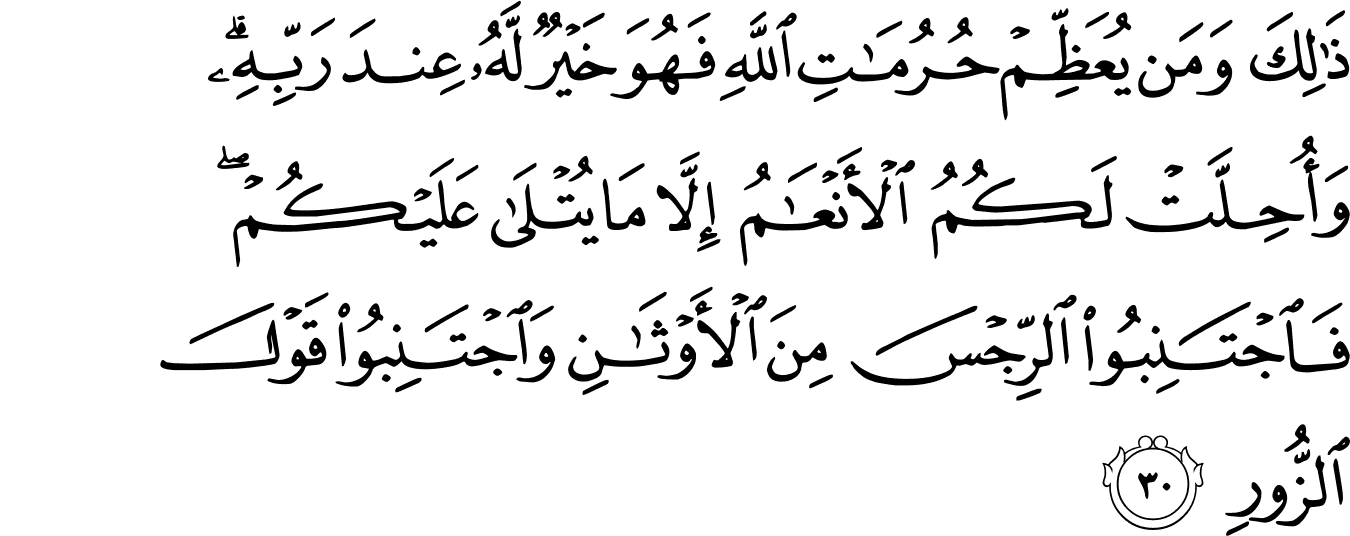 ذَٰلِكَ وَمَن يُعَظِّمۡ حُرُمَٰتِ ٱللَّهِ فَهُوَ خَيۡرٞ لَّهُۥ عِندَ رَبِّهِۦۗ
وَأُحِلَّتۡ لَكُمُ ٱلۡأَنۡعَٰمُ إِلَّا مَا يُتۡلَىٰ عَلَيۡكُمۡۖ
فَٱجۡتَنِبُواْ ٱلرِّجۡسَ مِنَ ٱلۡأَوۡثَٰنِ وَٱجۡتَنِبُواْ قَوۡلَ
ٱلزُّورِ ٣٠